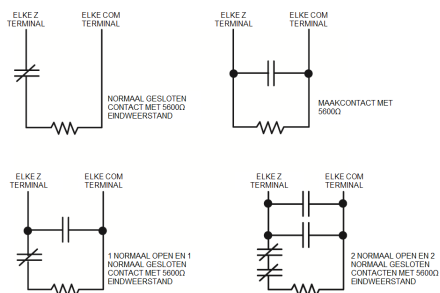 ELKE Z
TERMINAL
ELKE COM
TERMINAL
NORMAAL GESLOTEN
CONTACT MET 5600Ω
EINDWEERSTAND
ELKE Z
TERMINAL
ELKE COM
TERMINAL
MAAKCONTACT MET
5600Ω
ELKE Z
TERMINAL
ELKE COM
TERMINAL
1 NORMAAL OPEN EN 1
NORMAAL GESLOTEN
CONTACT MET 5600Ω
EINDWEERSTAND
ELKE Z
TERMINAL
ELKE COM
TERMINAL
2 NORMAAL OPEN EN 2
NORMAAL GESLOTEN
CONTACTEN MET 5600Ω
EINDWEERSTAND